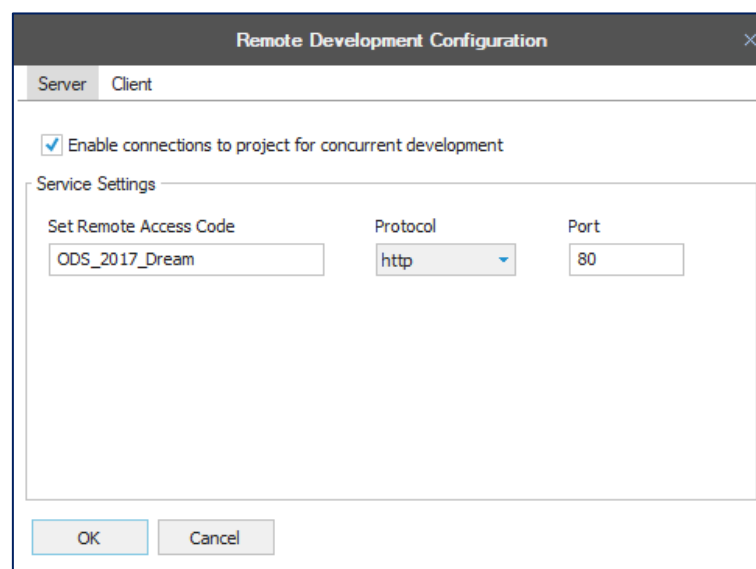 Remote Development Configuration
Server Client
Enable connections to project for concurrent development
Service Settings
Set Remote Access Code Protocol Port
ODS_2017_Dream http 80
OK Cancel